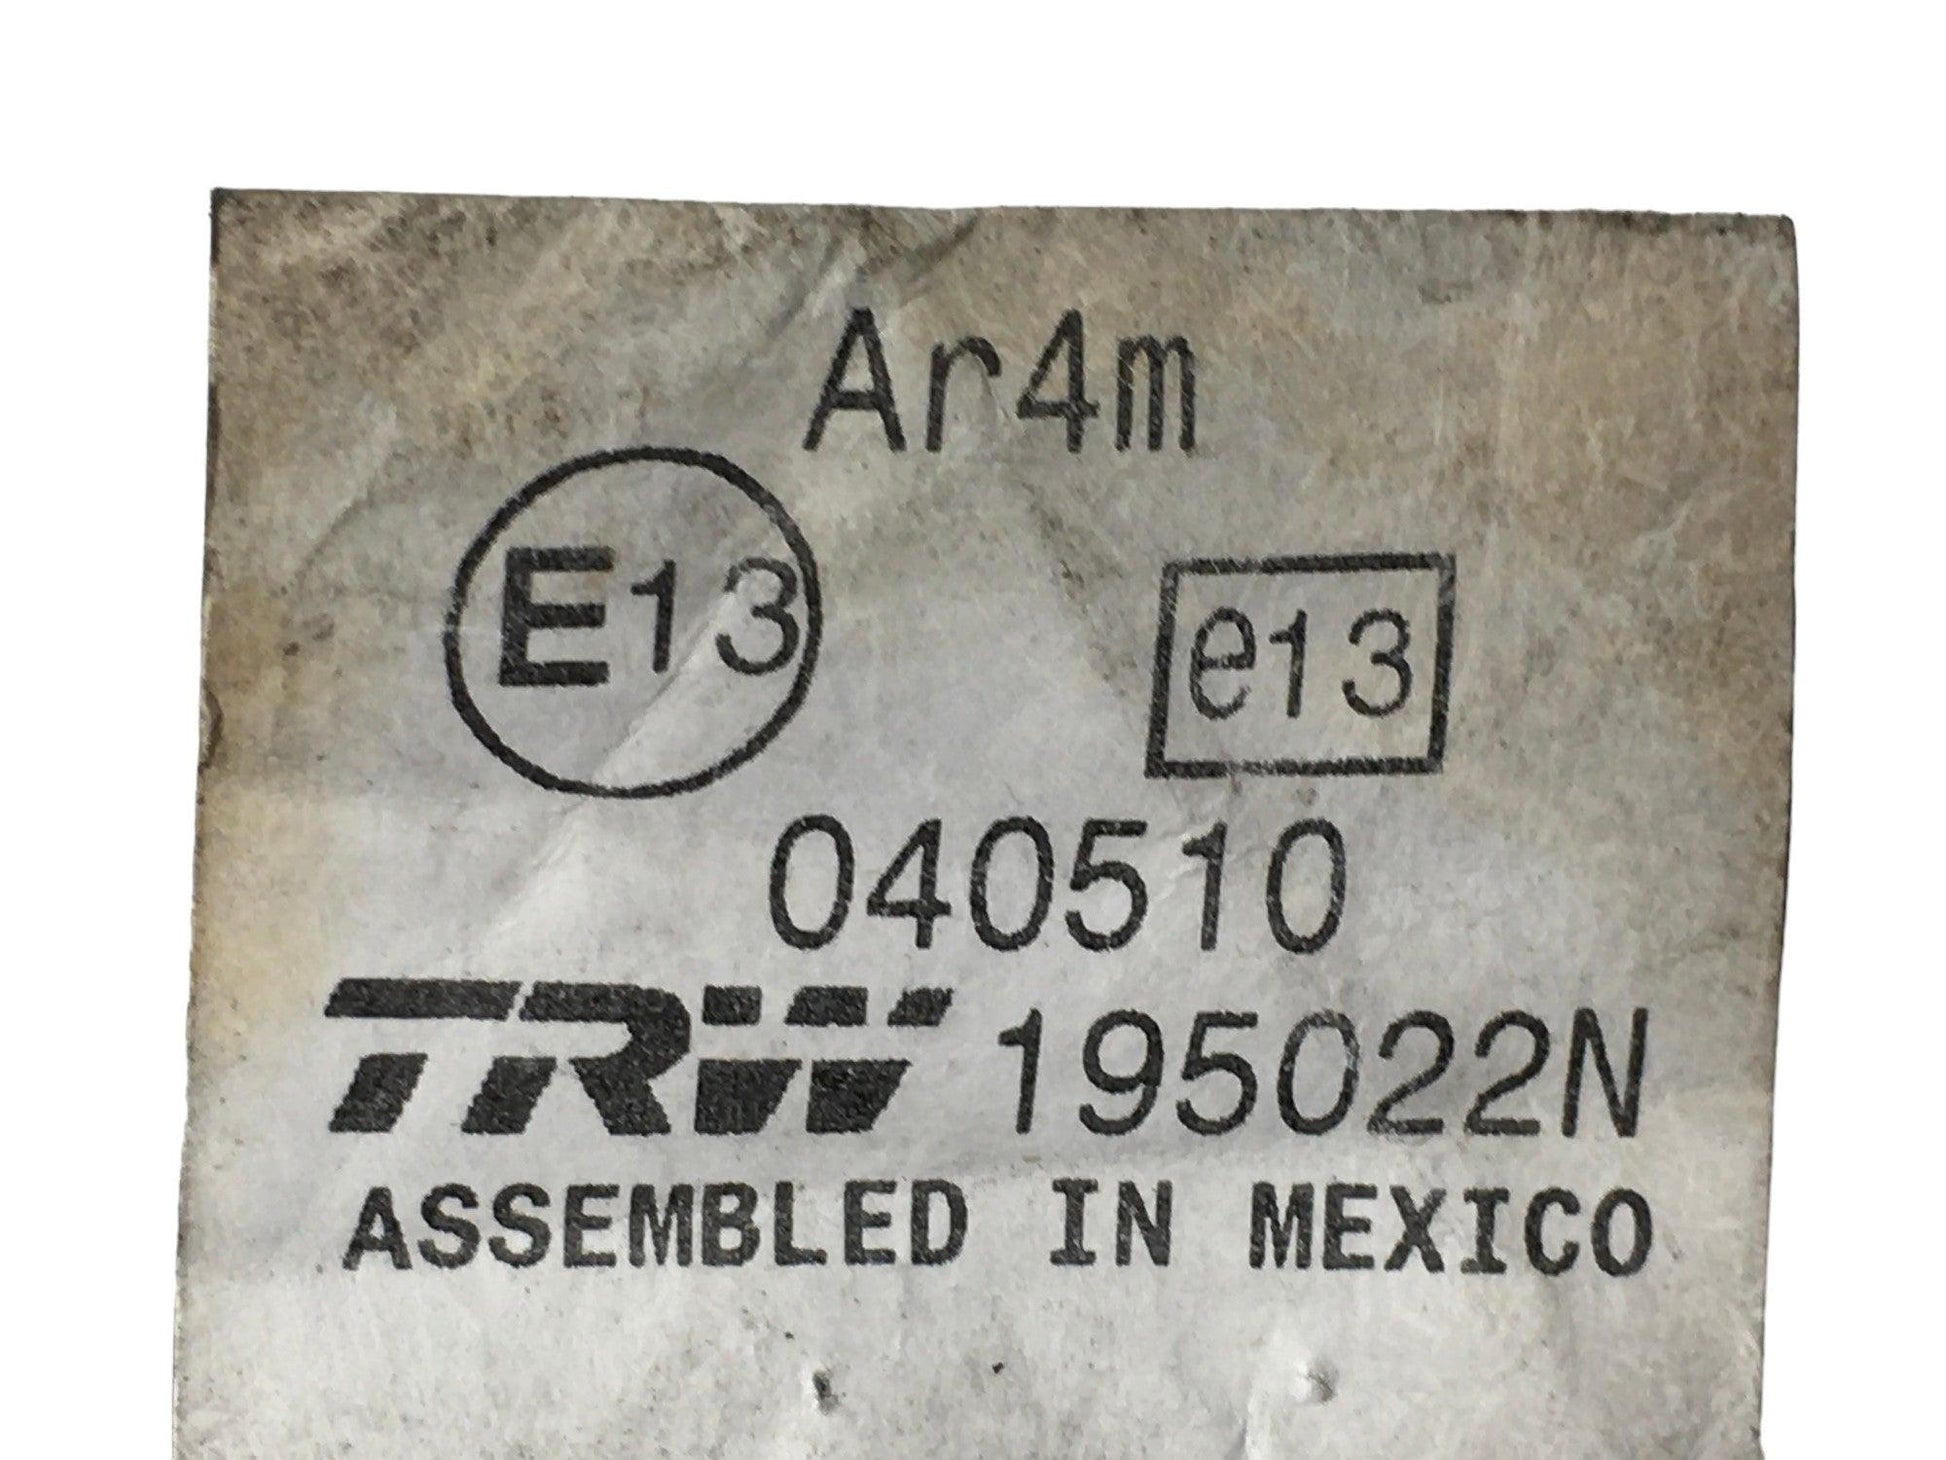 Ar4m
E13 e13
040510
TRW 195022N
ASSEMBLED IN MEXICO